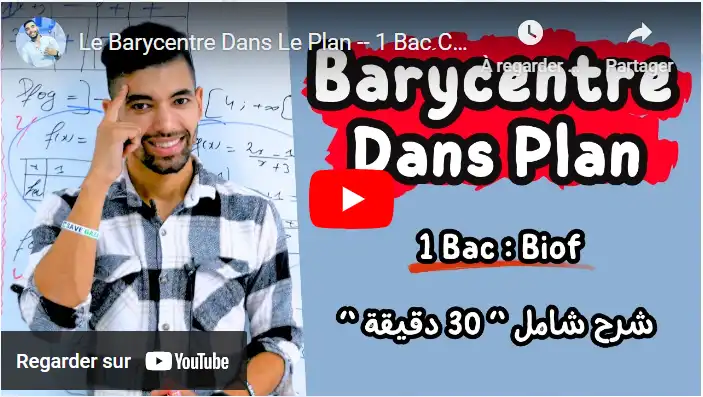 Le Barycentre Dans Le Plan -- 1 Bac C...
À regarder ...
Partager
Barycentre
Dans Plan
1 Bac : Biof
شرح شامل “ 30 دقيقة “
Regarder sur YouTube